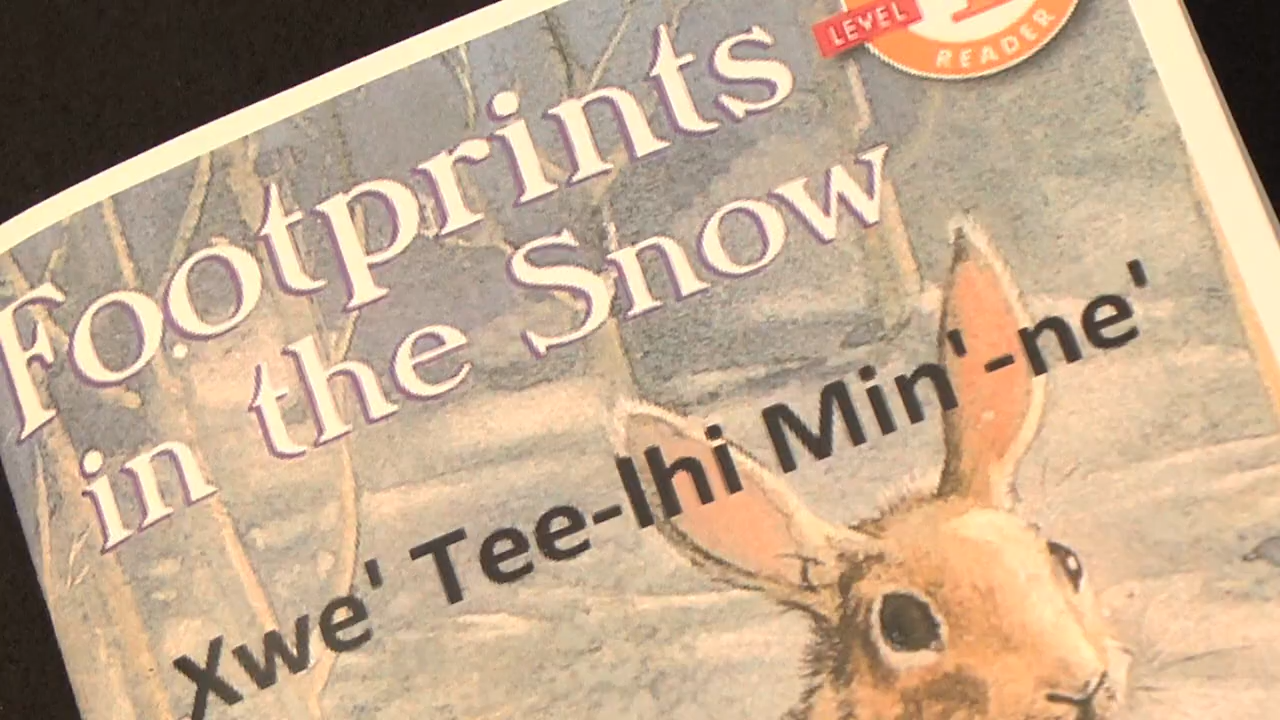 LEVEL
READER
Footprints
in the Snow
Xwe' Tee-lhi Min'-ne'